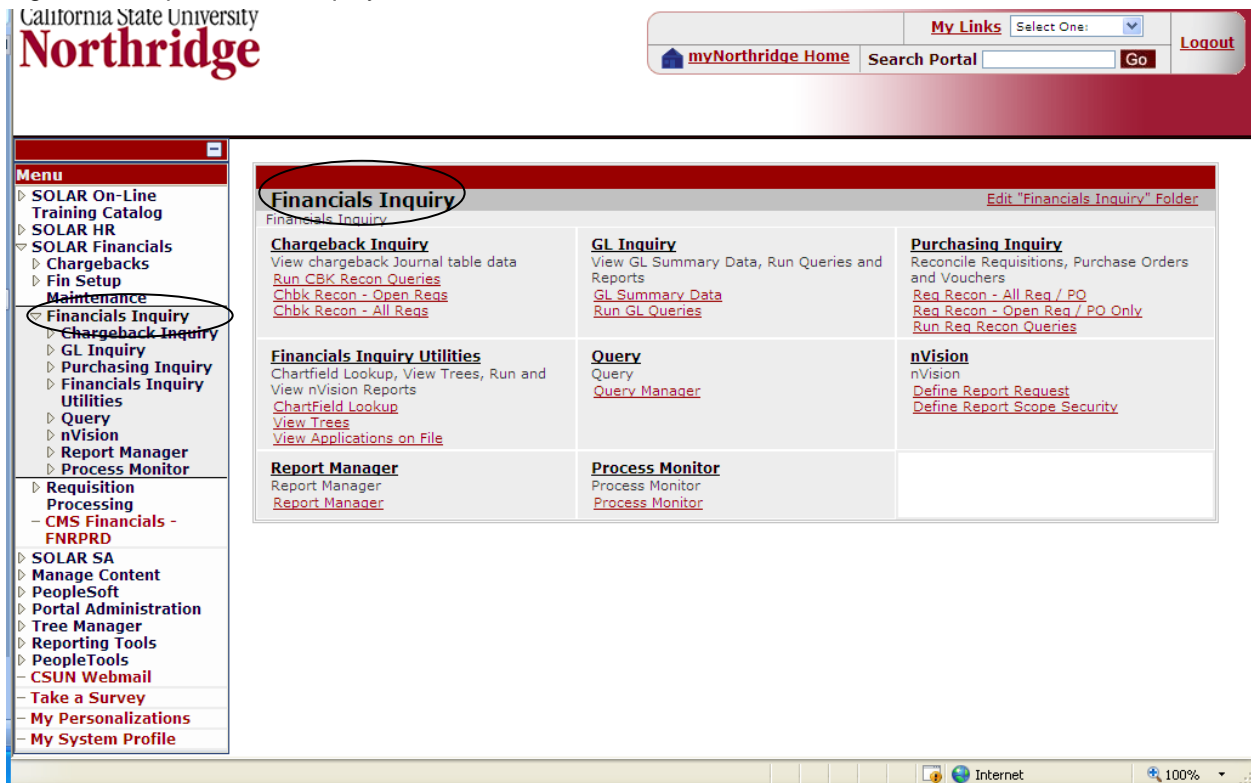 California State University
Northridge
My Links Select One:
Logout
myNorthridge Home Search Portal Go
Menu
SOLAR On-Line
Training Catalog
SOLAR HR
SOLAR Financials
Chargebacks
Fin Setup
Maintenance
Financials Inquiry
Chargeback Inquiry
GL Inquiry
Purchasing Inquiry
Financials Inquiry
Utilities
Query
nVision
Report Manager
Process Monitor
Requisition
Processing
– CMS Financials -
FNRPRD
SOLAR SA
Manage Content
PeopleSoft
Portal Administration
Tree Manager
Reporting Tools
PeopleTools
– CSUN Webmail
– Take a Survey
– My Personalizations
– My System Profile
Financials Inquiry
Edit "Financials Inquiry" Folder
Financials Inquiry
Chargeback Inquiry
View chargeback Journal table data
Run CBK Recon Queries
Chbk Recon - Open Reqs
Chbk Recon - All Reqs
GL Inquiry
View GL Summary Data, Run Queries and
Reports
GL Summary Data
Run GL Queries
Purchasing Inquiry
Reconcile Requisitions, Purchase Orders
and Vouchers
Req Recon - All Req / PO
Req Recon - Open Req / PO Only
Run Req Recon Queries
Financials Inquiry Utilities
Chartfield Lookup, View Trees, Run and
View nVision Reports
ChartField Lookup
View Trees
View Applications on File
Query
Query
Query Manager
nVision
nVision
Define Report Request
Define Report Scope Security
Report Manager
Report Manager
Report Manager
Process Monitor
Process Monitor
Process Monitor
Internet
100%